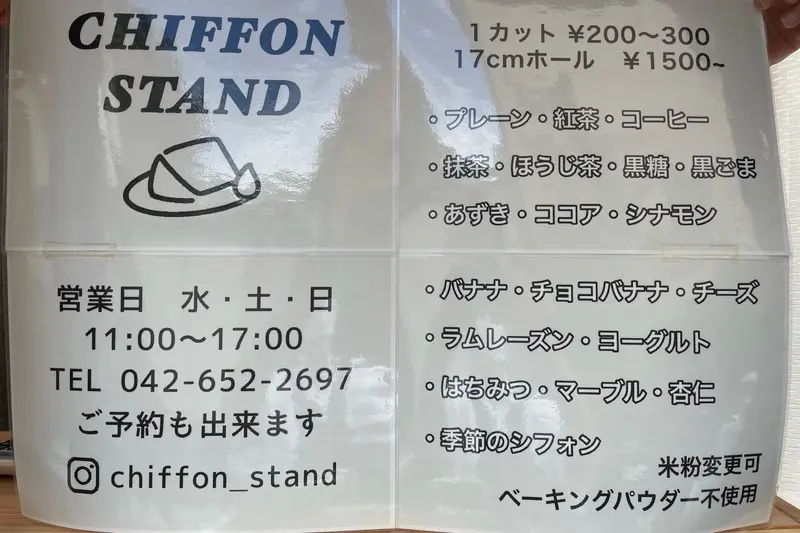 CHIFFON
STAND
営業日 水・土・日
11:00〜17:00
TEL 042-652-2697
ご予約も出来ます
chiffon_stand
1カット ¥200〜300
17cmホール ¥1500~
・プレーン・紅茶・コーヒー
・抹茶・ほうじ茶・黒糖・黒ごま
・あずき・ココア・シナモン
・バナナ・チョコバナナ・チーズ
・ラムレーズン・ヨーグルト
・はちみつ・マーブル・杏仁
・季節のシフォン
米粉変更可
ベーキングパウダー不使用